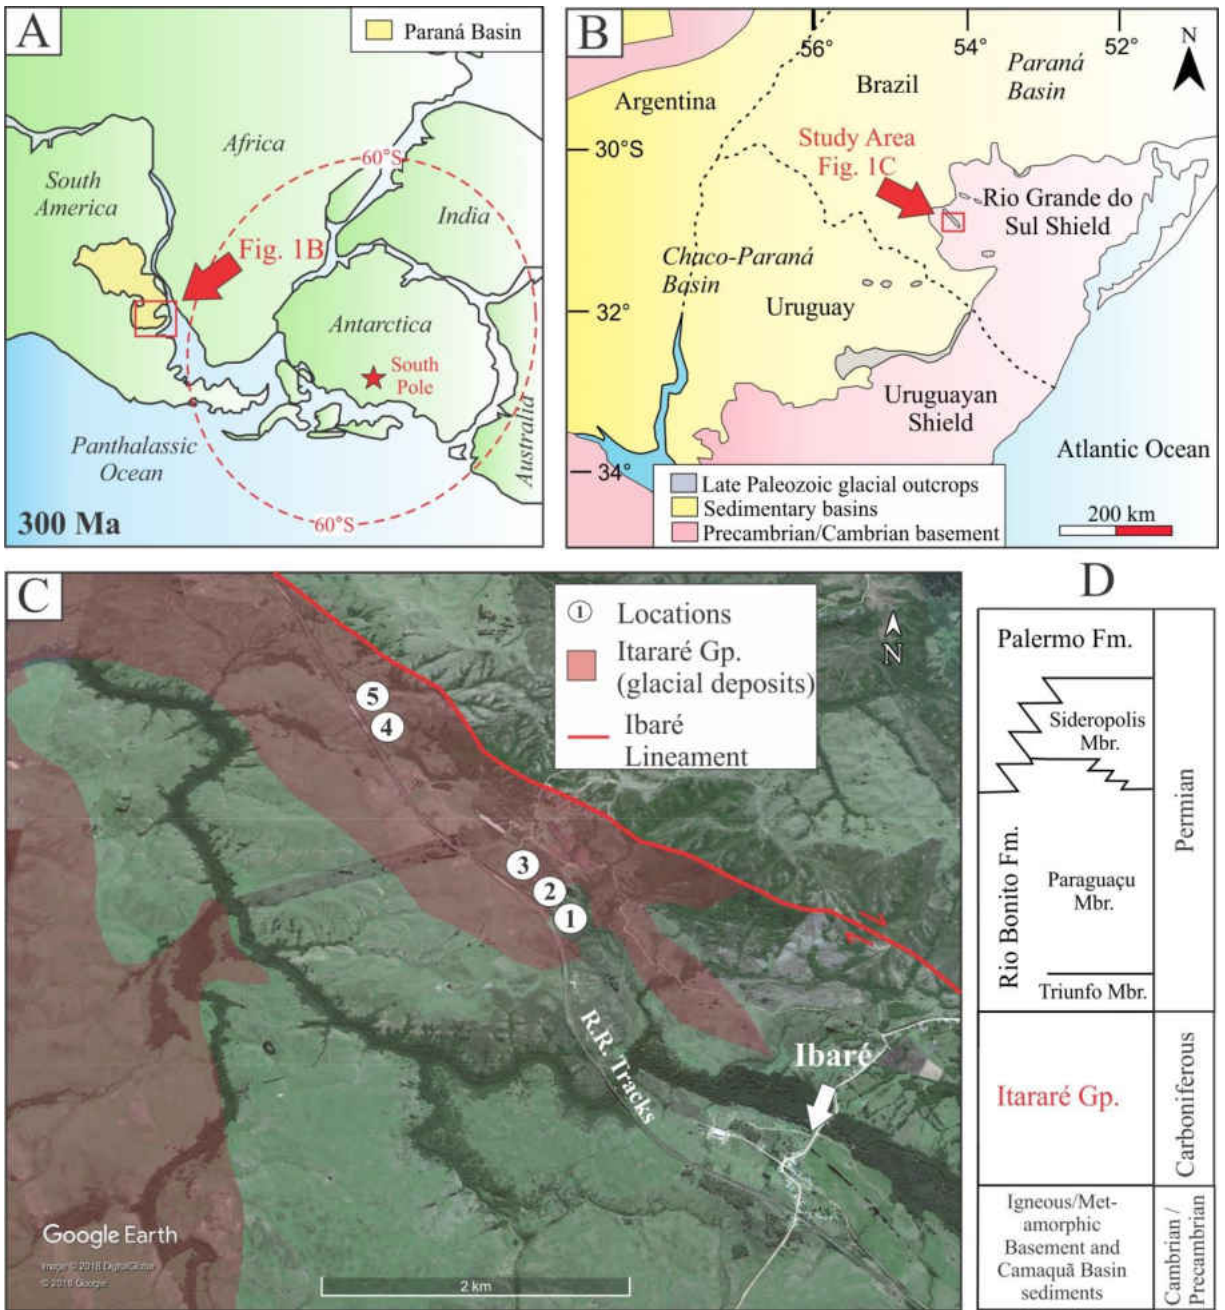 A
Paraná Basin
Africa
60°S
South
America
India
Fig. 1B
Antarctica
South
Pole
Panthalassic
Ocean
Australia
300 Ma
60°S
B
56°
54°
52°
N
Paraná
Basin
Brazil
Argentina
Study Area
Fig. 1C
30°S
Rio Grande do
Sul Shield
Chaco-Paraná
Basin
32°
Uruguay
Uruguayan
Shield
Atlantic Ocean
34°
Late Paleozoic glacial outcrops
Sedimentary basins
Precambrian/Cambrian basement
200 km
C
1 Locations
Itararé Gp.
(glacial deposits)
Ibaré
Lineament
N
5
4
3
2
1
R.R. Tracks
Ibaré
Google Earth
Image © 2018 DigitalGlobe
© 2018 Google
2 km
D
Palermo Fm.
Sideropolis
Mbr.
Permian
Rio Bonito Fm.
Paraguaçu
Mbr.
Triunfo Mbr.
Itararé Gp.
Carboniferous
Igneous/Met-
amorphic
Basement and
Camaquã Basin
sediments
Cambrian /
Precambrian